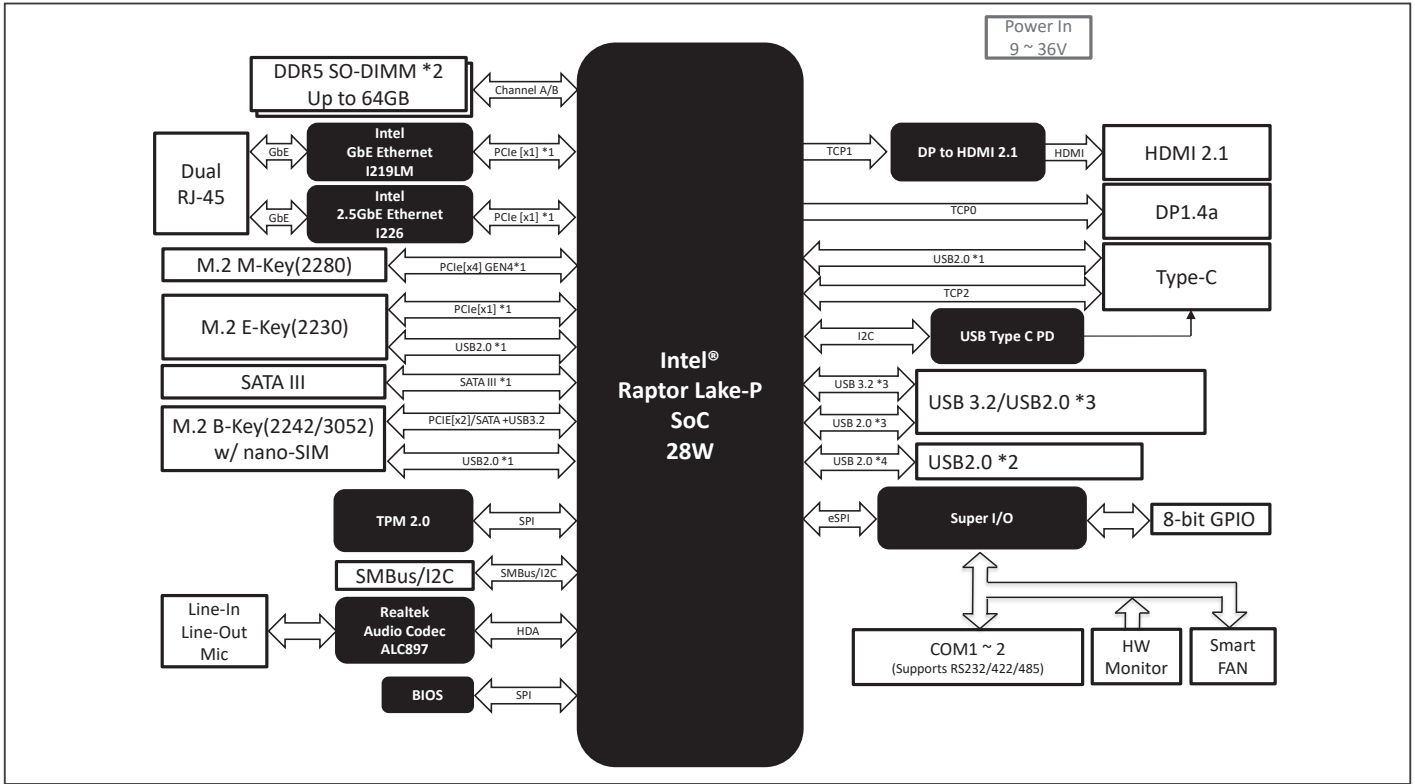 Power In
9 ~ 36V
DDR5 SO-DIMM *2
Up to 64GB
Channel A/B
Dual
RJ-45
GbE
Intel
GbE Ethernet
I219LM
PCIe [x1] *1
GbE
Intel
2.5GbE Ethernet
I226
PCIe [x1] *1
M.2 M-Key(2280)
PCIe[x4] GEN4*1
M.2 E-Key(2230)
PCIe[x1] *1
USB2.0 *1
SATA III
SATA III *1
M.2 B-Key(2242/3052)
w/ nano-SIM
PCIE[x2]/SATA +USB3.2
USB2.0 *1
TPM 2.0
SPI
SMBus/I2C
SMBus/I2C
Line-In
Line-Out
Mic
Realtek
Audio Codec
ALC897
HDA
BIOS
SPI
Intel®
Raptor Lake-P
SoC
28W
TCP1
DP to HDMI 2.1
HDMI
HDMI 2.1
TCP0
DP1.4a
USB2.0 *1
TCP2
Type-C
I2C
USB Type C PD
USB 3.2 *3
USB 2.0 *3
USB 3.2/USB2.0 *3
USB 2.0 *4
USB2.0 *2
eSPI
Super I/O
8-bit GPIO
COM1 ~ 2
(Supports RS232/422/485)
HW
Monitor
Smart
FAN